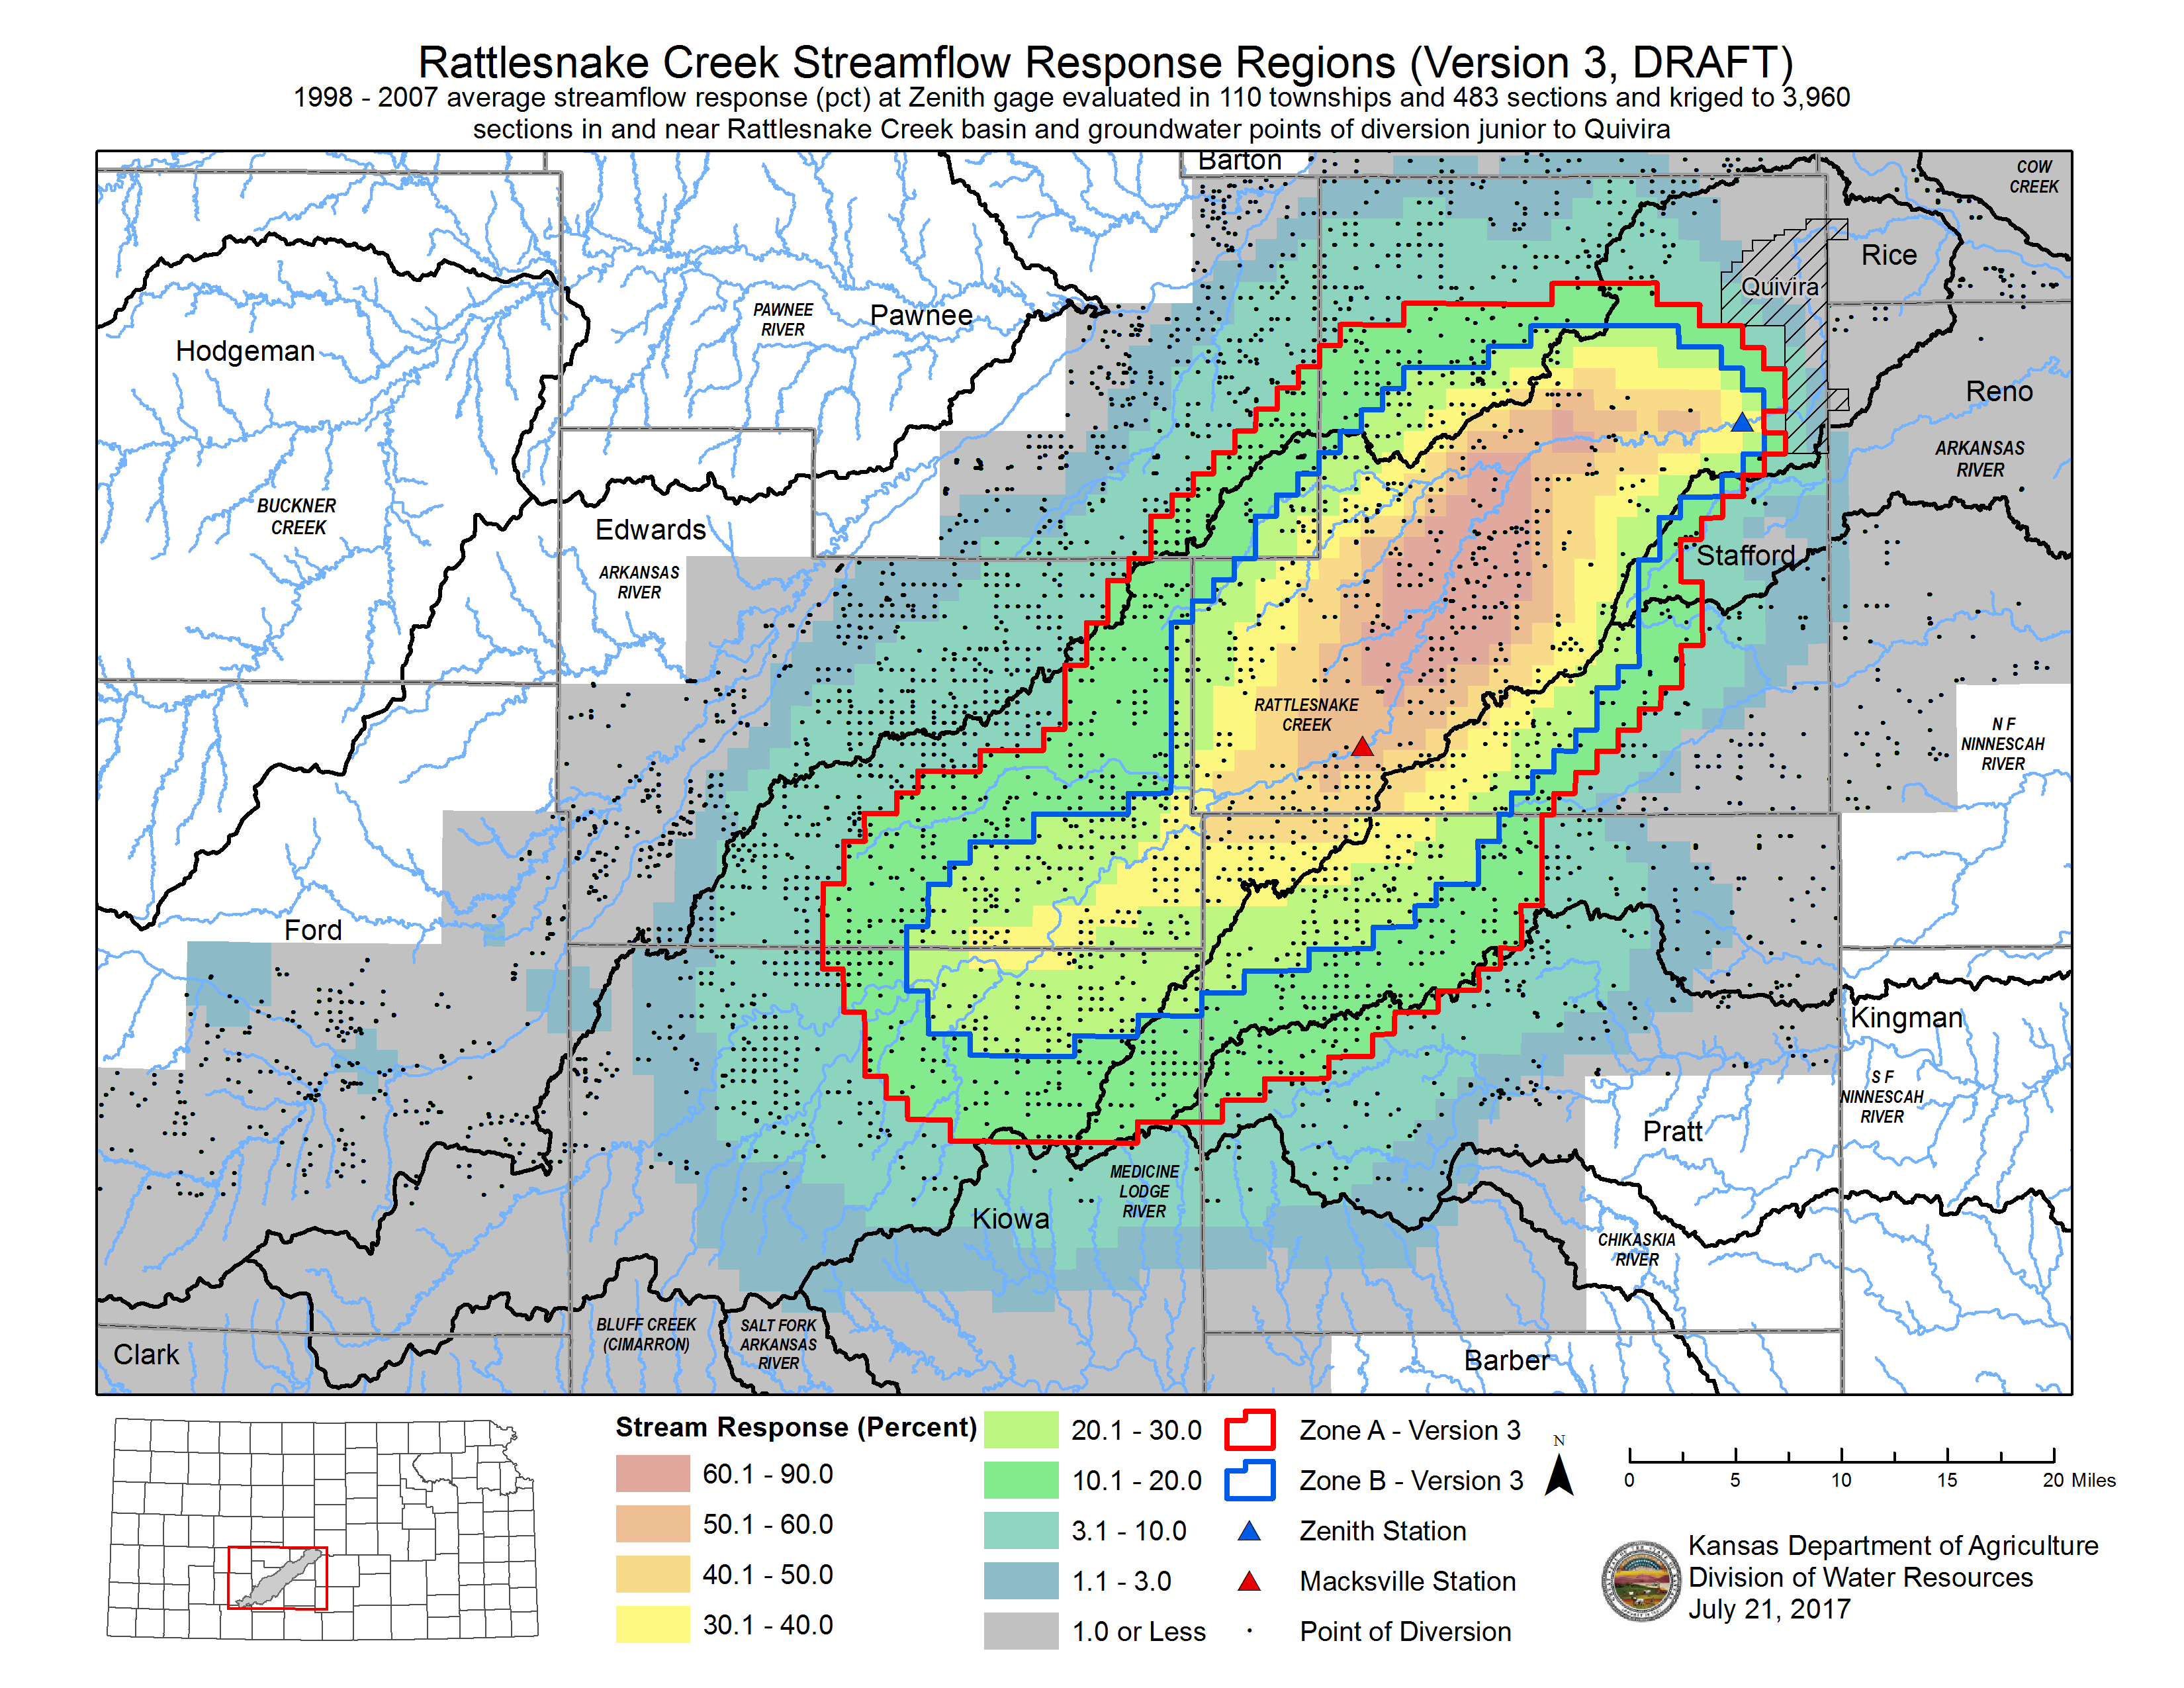 Rattlesnake Creek Streamflow Response Regions (Version 3, DRAFT)
1998 - 2007 average streamflow response (pct) at Zenith gage evaluated in 110 townships and 483 sections and kriged to 3,960
sections in and near Rattlesnake Creek basin and groundwater points of diversion junior to Quivira
Barton
COW
CREEK
Rice
Quivira
PAWNEE
RIVER
Pawnee
Hodgeman
Reno
ARKANSAS
RIVER
BUCKNER
CREEK
Edwards
Stafford
ARKANSAS
RIVER
RATTLESNAKE
CREEK
N F
NINNESCAH
RIVER
Ford
Kingman
S F
NINNESCAH
RIVER
Pratt
MEDICINE
LODGE
RIVER
Kiowa
CHIKASKIA
RIVER
BLUFF CREEK
(CIMARRON)
SALT FORK
ARKANSAS
RIVER
Clark
Barber
Stream Response (Percent)
60.1 - 90.0
50.1 - 60.0
40.1 - 50.0
30.1 - 40.0
20.1 - 30.0
10.1 - 20.0
3.1 - 10.0
1.1 - 3.0
1.0 or Less
Zone A - Version 3
Zone B - Version 3
Zenith Station
Macksville Station
Point of Diversion
N
0 5 10 15 20 Miles
Kansas Department of Agriculture
Division of Water Resources
July 21, 2017